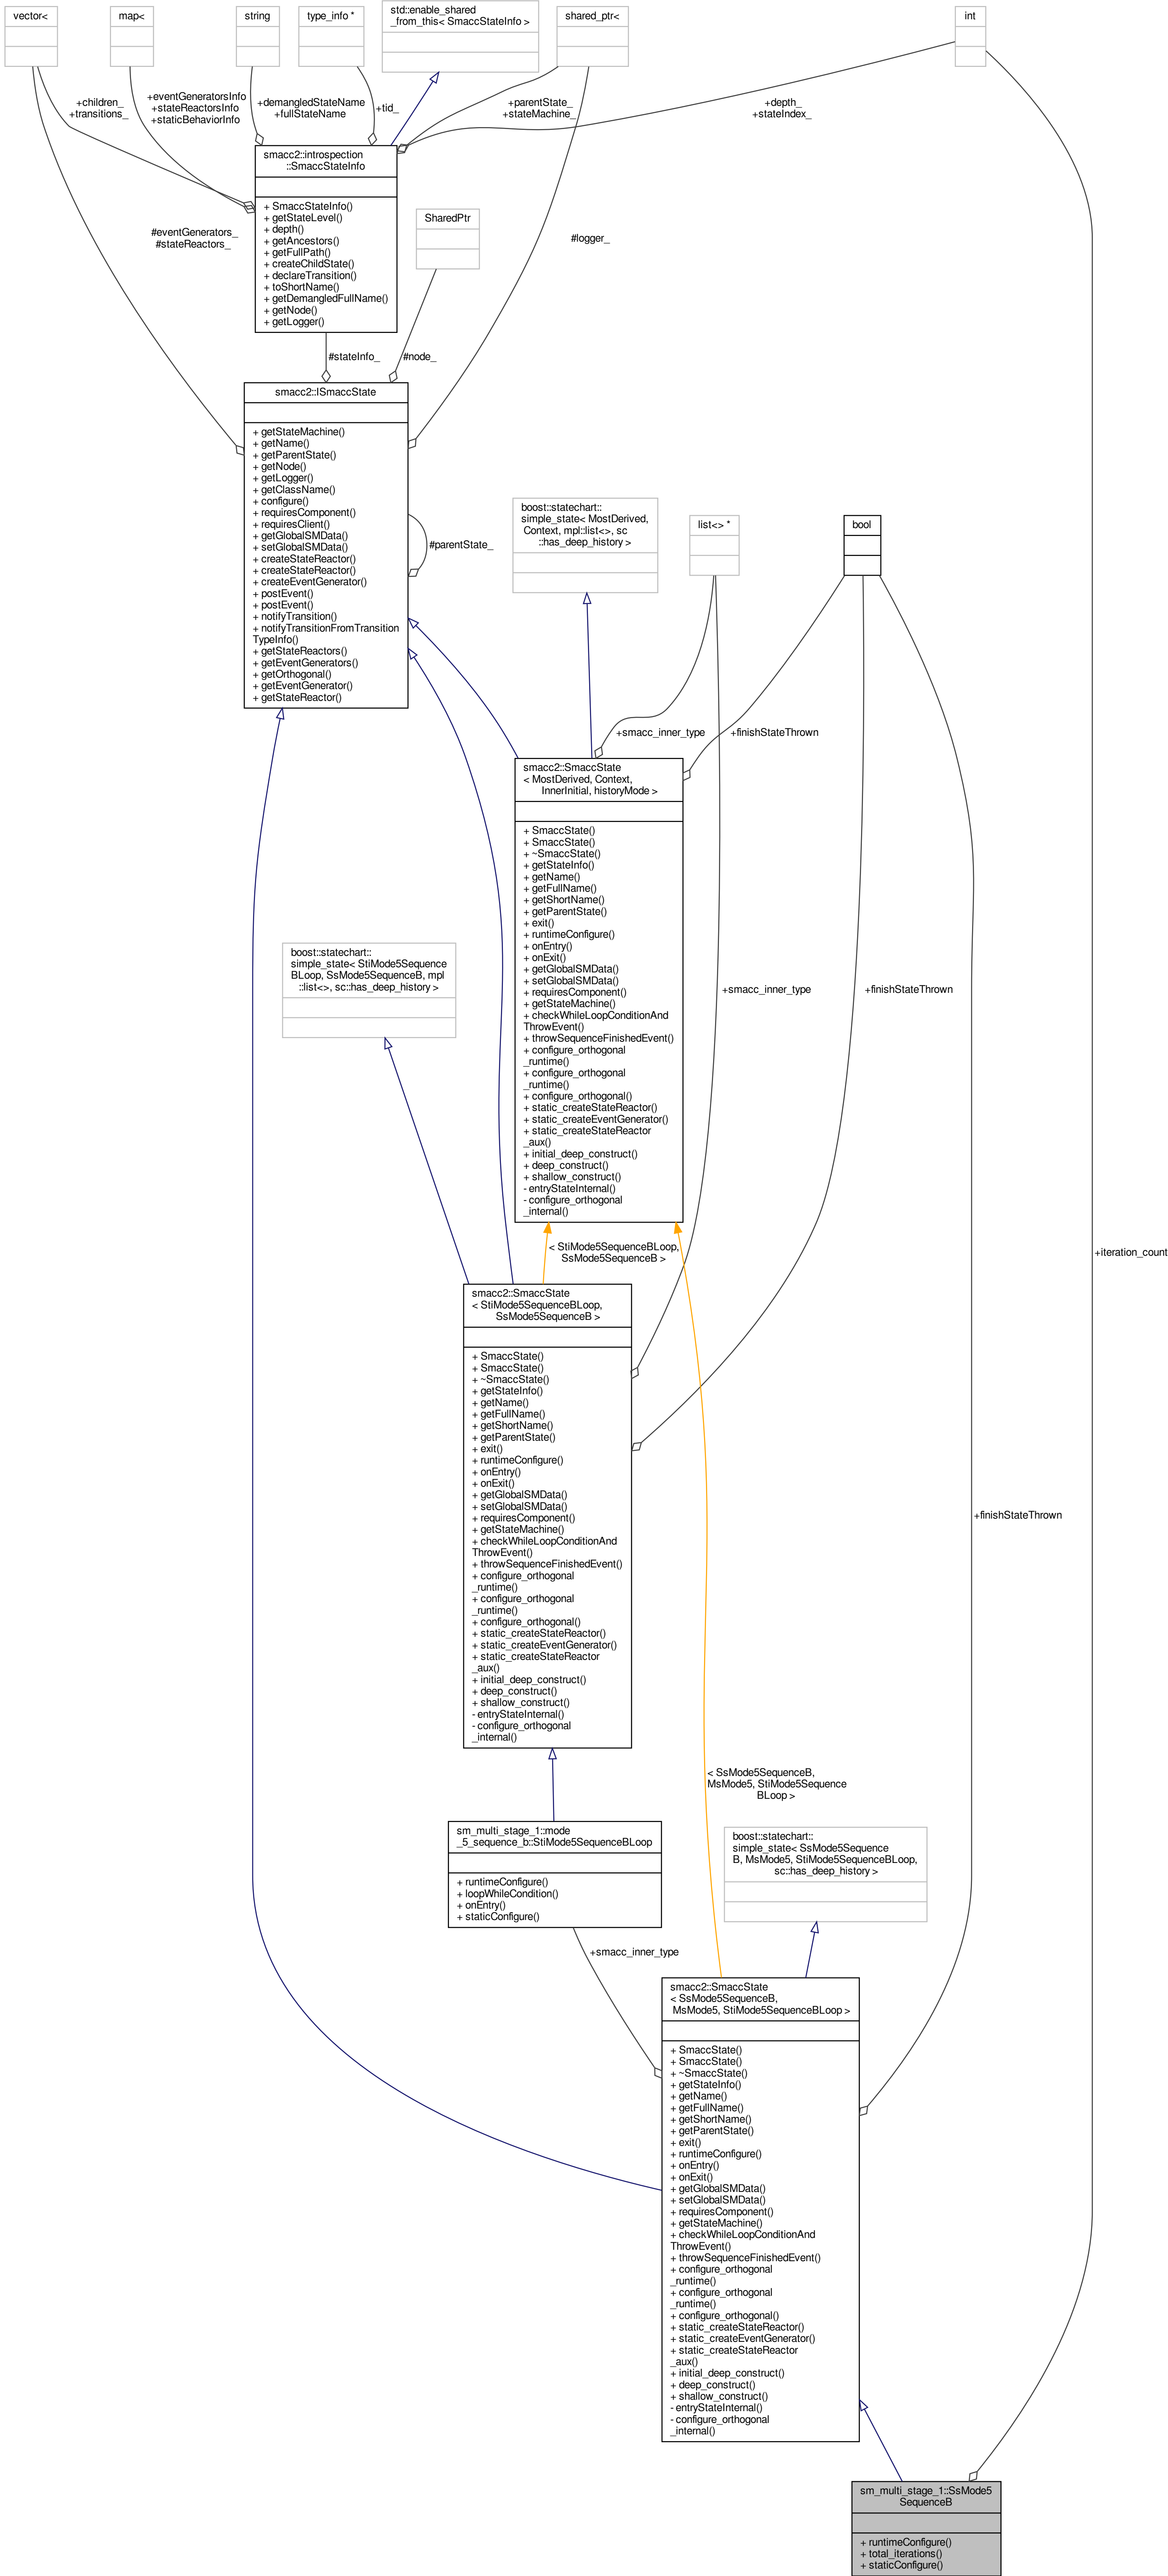 vector<
map<
string
type_info *
std::enable_shared
_from_this< SmaccStateInfo >
shared_ptr<
int
+children_
+transitions_
+eventGeneratorsInfo
+stateReactorsInfo
+staticBehaviorInfo
+demangledStateName
+fullStateName
+tid_
+parentState_
+stateMachine_
+depth_
+stateIndex_
smacc2::introspection
::SmaccStateInfo
+ SmaccStateInfo()
+ getStateLevel()
+ depth()
+ getAncestors()
+ getFullPath()
+ createChildState()
+ declareTransition()
+ toShortName()
+ getDemangledFullName()
+ getNode()
+ getLogger()
SharedPtr
#eventGenerators_
#stateReactors_
#logger_
#stateInfo_
#node_
smacc2::ISmaccState
+ getStateMachine()
+ getName()
+ getParentState()
+ getNode()
+ getLogger()
+ getClassName()
+ configure()
+ requiresComponent()
+ requiresClient()
+ getGlobalSMData()
+ setGlobalSMData()
+ createStateReactor()
+ createStateReactor()
+ createEventGenerator()
+ postEvent()
+ postEvent()
+ notifyTransition()
+ notifyTransitionFromTransition
TypeInfo()
+ getStateReactors()
+ getEventGenerators()
+ getOrthogonal()
+ getEventGenerator()
+ getStateReactor()
#parentState_
boost::statechart::
simple_state< MostDerived,
Context, mpl::list<>, sc
::has_deep_history >
list<> *
bool
+smacc_inner_type
+finishStateThrown
smacc2::SmaccState
< MostDerived, Context,
InnerInitial, historyMode >
+ SmaccState()
+ SmaccState()
+ ~SmaccState()
+ getStateInfo()
+ getName()
+ getFullName()
+ getShortName()
+ getParentState()
+ exit()
+ runtimeConfigure()
+ onEntry()
+ onExit()
+ getGlobalSMData()
+ setGlobalSMData()
+ requiresComponent()
+ getStateMachine()
+ checkWhileLoopConditionAnd
ThrowEvent()
+ throwSequenceFinishedEvent()
+ configure_orthogonal
_runtime()
+ configure_orthogonal
_runtime()
+ configure_orthogonal()
+ static_createStateReactor()
+ static_createEventGenerator()
+ static_createStateReactor
_aux()
+ initial_deep_construct()
+ deep_construct()
+ shallow_construct()
- entryStateInternal()
- configure_orthogonal
_internal()
boost::statechart::
simple_state< StiMode5Sequence
BLoop, SsMode5SequenceB, mpl
::list<>, sc::has_deep_history >
+smacc_inner_type
+finishStateThrown
< StiMode5SequenceBLoop,
SsMode5SequenceB >
+iteration_count
smacc2::SmaccState
< StiMode5SequenceBLoop,
SsMode5SequenceB >
+ SmaccState()
+ SmaccState()
+ ~SmaccState()
+ getStateInfo()
+ getName()
+ getFullName()
+ getShortName()
+ getParentState()
+ exit()
+ runtimeConfigure()
+ onEntry()
+ onExit()
+ getGlobalSMData()
+ setGlobalSMData()
+ requiresComponent()
+ getStateMachine()
+ checkWhileLoopConditionAnd
ThrowEvent()
+ throwSequenceFinishedEvent()
+ configure_orthogonal
_runtime()
+ configure_orthogonal
_runtime()
+ configure_orthogonal()
+ static_createStateReactor()
+ static_createEventGenerator()
+ static_createStateReactor
_aux()
+ initial_deep_construct()
+ deep_construct()
+ shallow_construct()
- entryStateInternal()
- configure_orthogonal
_internal()
+finishStateThrown
< SsMode5SequenceB,
MsMode5, StiMode5Sequence
BLoop >
sm_multi_stage_1::mode
_5_sequence_b::StiMode5SequenceBLoop
+ runtimeConfigure()
+ loopWhileCondition()
+ onEntry()
+ staticConfigure()
boost::statechart::
simple_state< SsMode5Sequence
B, MsMode5, StiMode5SequenceBLoop,
sc::has_deep_history >
+smacc_inner_type
smacc2::SmaccState
< SsMode5SequenceB,
MsMode5, StiMode5SequenceBLoop >
+ SmaccState()
+ SmaccState()
+ ~SmaccState()
+ getStateInfo()
+ getName()
+ getFullName()
+ getShortName()
+ getParentState()
+ exit()
+ runtimeConfigure()
+ onEntry()
+ onExit()
+ getGlobalSMData()
+ setGlobalSMData()
+ requiresComponent()
+ getStateMachine()
+ checkWhileLoopConditionAnd
ThrowEvent()
+ throwSequenceFinishedEvent()
+ configure_orthogonal
_runtime()
+ configure_orthogonal
_runtime()
+ configure_orthogonal()
+ static_createStateReactor()
+ static_createEventGenerator()
+ static_createStateReactor
_aux()
+ initial_deep_construct()
+ deep_construct()
+ shallow_construct()
- entryStateInternal()
- configure_orthogonal
_internal()
sm_multi_stage_1::SsMode5
SequenceB
+ runtimeConfigure()
+ total_iterations()
+ staticConfigure()